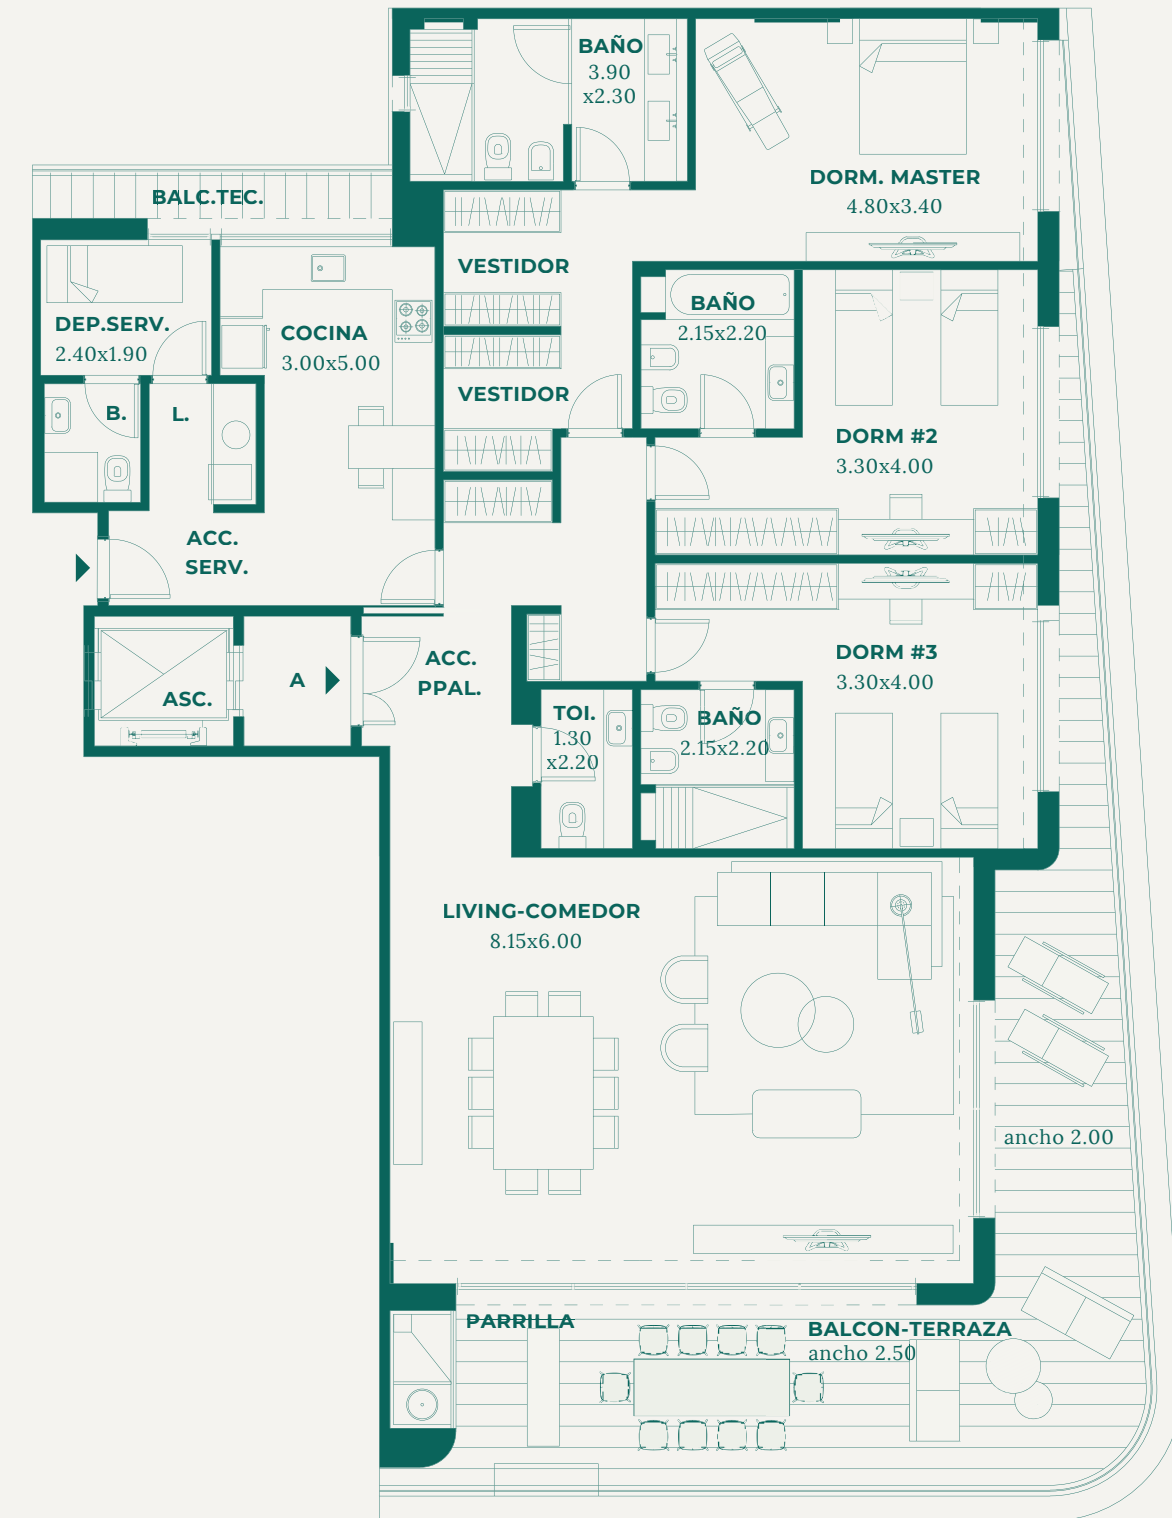 BAÑO
3.90
x2.30
DORM. MASTER
4.80x3.40
BALC.TEC.
VESTIDOR
BAÑO
2.15x2.20
DEP.SERV.
2.40x1.90
COCINA
3.00x5.00
VESTIDOR
B.
L.
DORM #2
3.30x4.00
ACC.
SERV.
DORM #3
3.30x4.00
ACC.
PPAL.
A
ASC.
TOI.
1.30
x2.20
BAÑO
2.15x2.20
LIVING-COMEDOR
8.15x6.00
ancho 2.00
PARRILLA
BALCON-TERRAZA
ancho 2.50